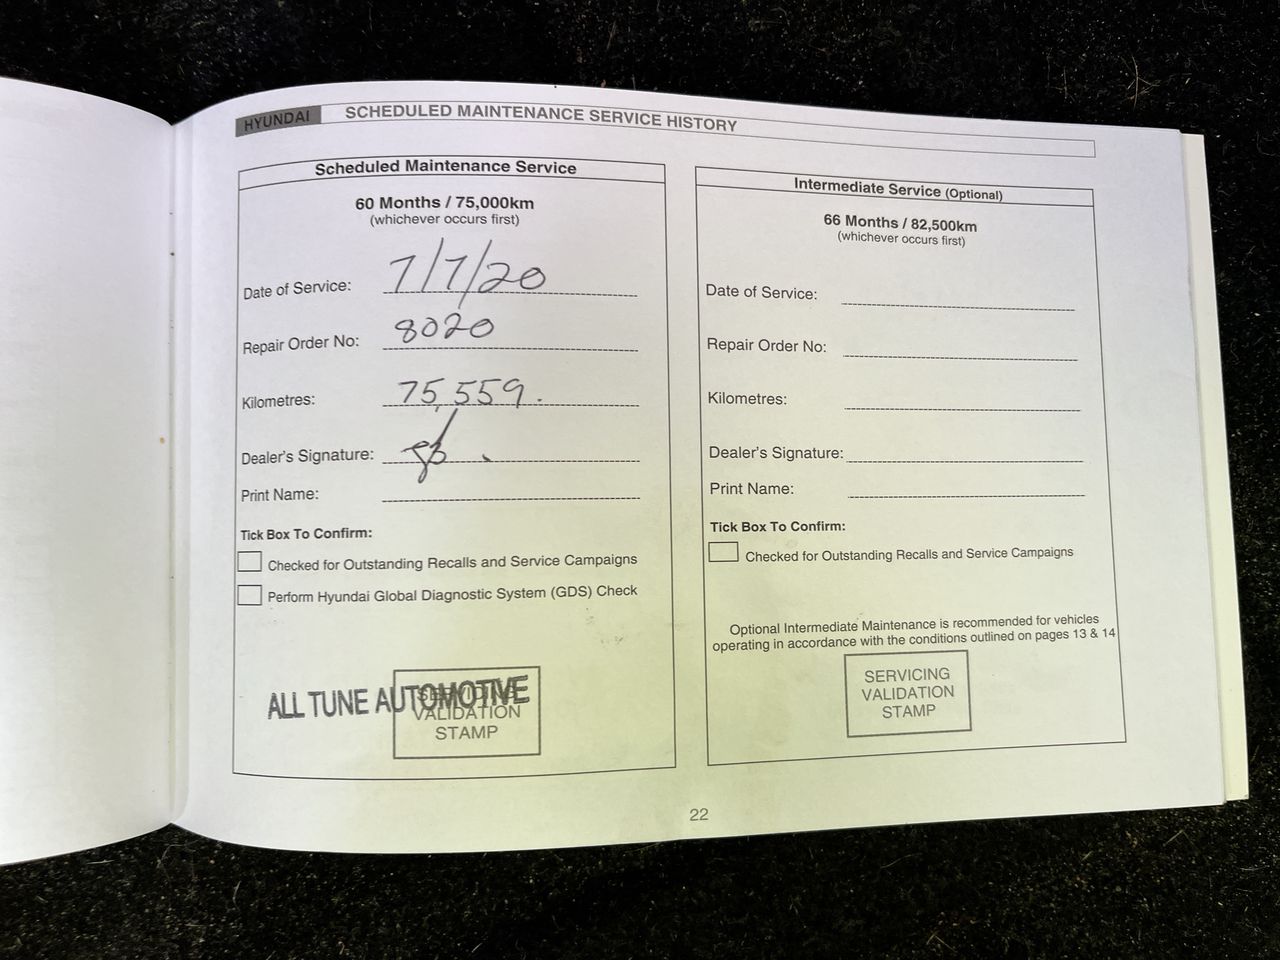 HYUNDAI SCHEDULED MAINTENANCE SERVICE HISTORY
Scheduled Maintenance Service
60 Months / 75,000km
(whichever occurs first)
Date of Service: 7/7/20
Repair Order No: 8020
Kilometres: 75,559.
Dealer's Signature:
Print Name:
Tick Box To Confirm:
Checked for Outstanding Recalls and Service Campaigns
Perform Hyundai Global Diagnostic System (GDS) Check
ALL TUNE AUTOMOTIVE
SERVICING
VALIDATION
STAMP
Intermediate Service (Optional)
66 Months / 82,500km
(whichever occurs first)
Date of Service:
Repair Order No:
Kilometres:
Dealer's Signature:
Print Name:
Tick Box To Confirm:
Checked for Outstanding Recalls and Service Campaigns
Optional Intermediate Maintenance is recommended for vehicles
operating in accordance with the conditions outlined on pages 13 & 14
SERVICING
VALIDATION
STAMP
22